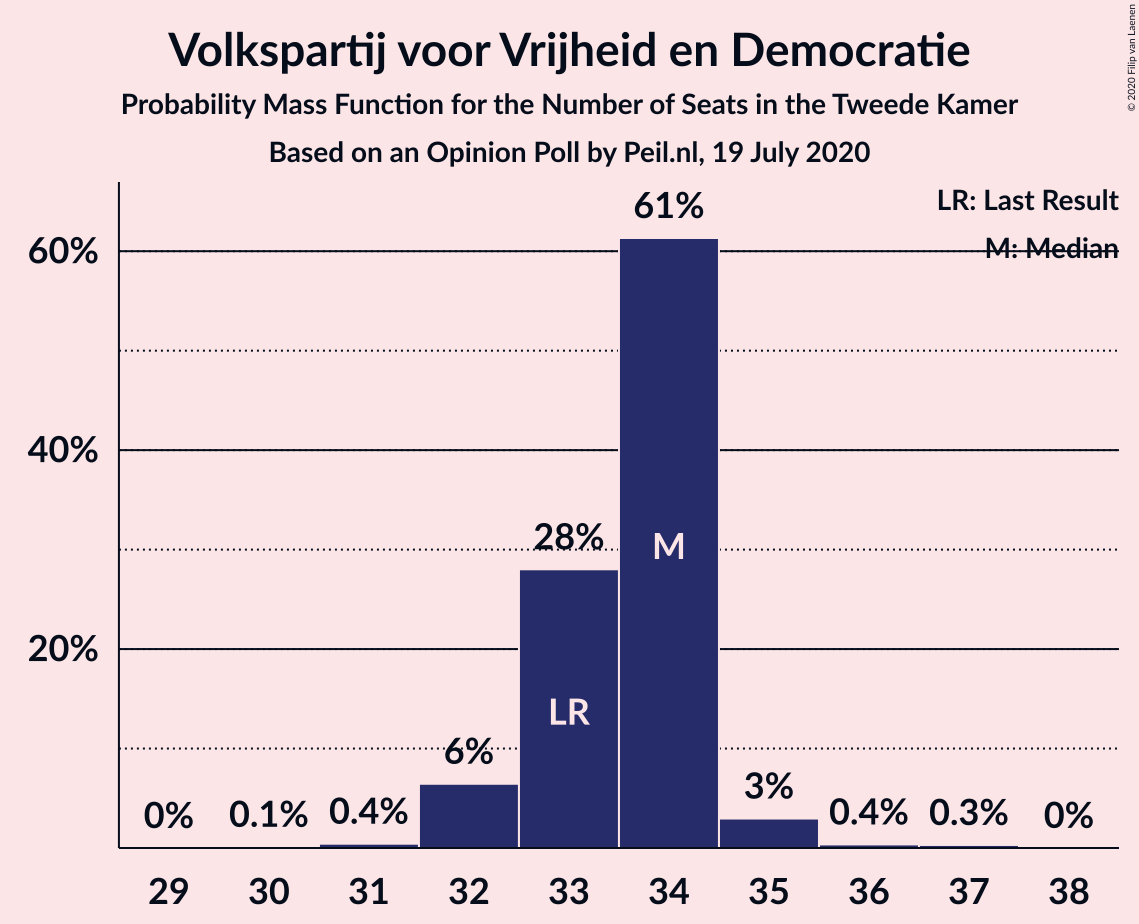 Volkspartij voor Vrijheid en Democratie
Probability Mass Function for the Number of Seats in the Tweede Kamer
Based on an Opinion Poll by Peil.nl, 19 July 2020
© 2020 Filip van Laenen
LR: Last Result
M: Median
60%
40%
20%
0%
0.1%
0.4%
6%
28%
61%
3%
0.4%
0.3%
0%
LR
M
29 30 31 32 33 34 35 36 37 38